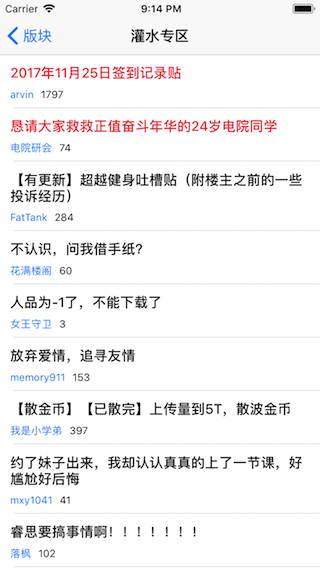 Carrier 9:14 PM
版块 灌水专区
2017年11月25日签到记录贴
arvin 1797
恳请大家救救正值奋斗年华的24岁电院同学
电院研会 74
【有更新】超越健身吐槽贴（附楼主之前的一些
投诉经历）
FatTank 284
不认识，问我借手纸?
花满楼阁 60
人品为-1了，不能下载了
女王守卫 3
放弃爱情，追寻友情
memory911 153
【散金币】【已散完】上传量到5T，散波金币
我是小学弟 397
约了妹子出来，我却认认真真的上了一节课，好
尴尬好后悔
mxy1041 41
睿思要搞事情啊！！！！！！！
落枫 102